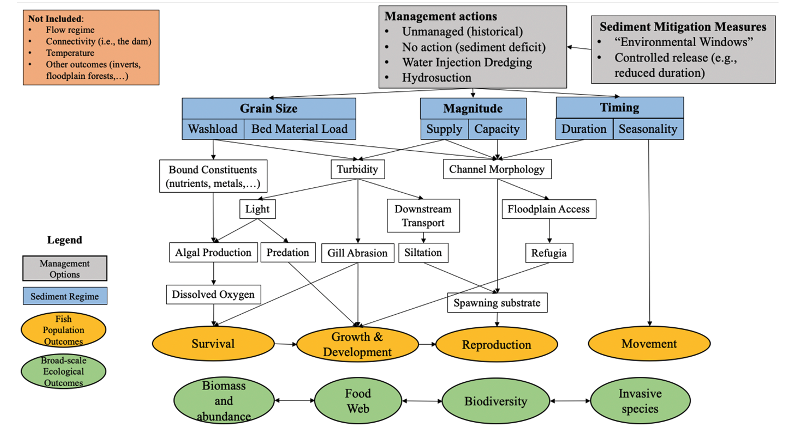 Not Included:
• Flow regime
• Connectivity (i.e., the dam)
• Temperature
• Other outcomes (inverts,
floodplain forests,…)
Management actions
• Unmanaged (historical)
• No action (sediment deficit)
• Water Injection Dredging
• Hydrosuction
Sediment Mitigation Measures
• “Environmental Windows”
• Controlled release (e.g.,
reduced duration)
Grain Size
Washload
Bed Material Load
Magnitude
Supply
Capacity
Timing
Duration
Seasonality
Bound Constituents
(nutrients, metals,…)
Turbidity
Channel Morphology
Light
Downstream
Transport
Floodplain Access
Algal Production
Predation
Gill Abrasion
Siltation
Refugia
Dissolved Oxygen
Spawning substrate
Survival
Growth &
Development
Reproduction
Movement
Biomass
and
abundance
Food
Web
Biodiversity
Invasive
species
Legend
Management
Options
Sediment Regime
Fish
Population
Outcomes
Broad-scale
Ecological
Outcomes